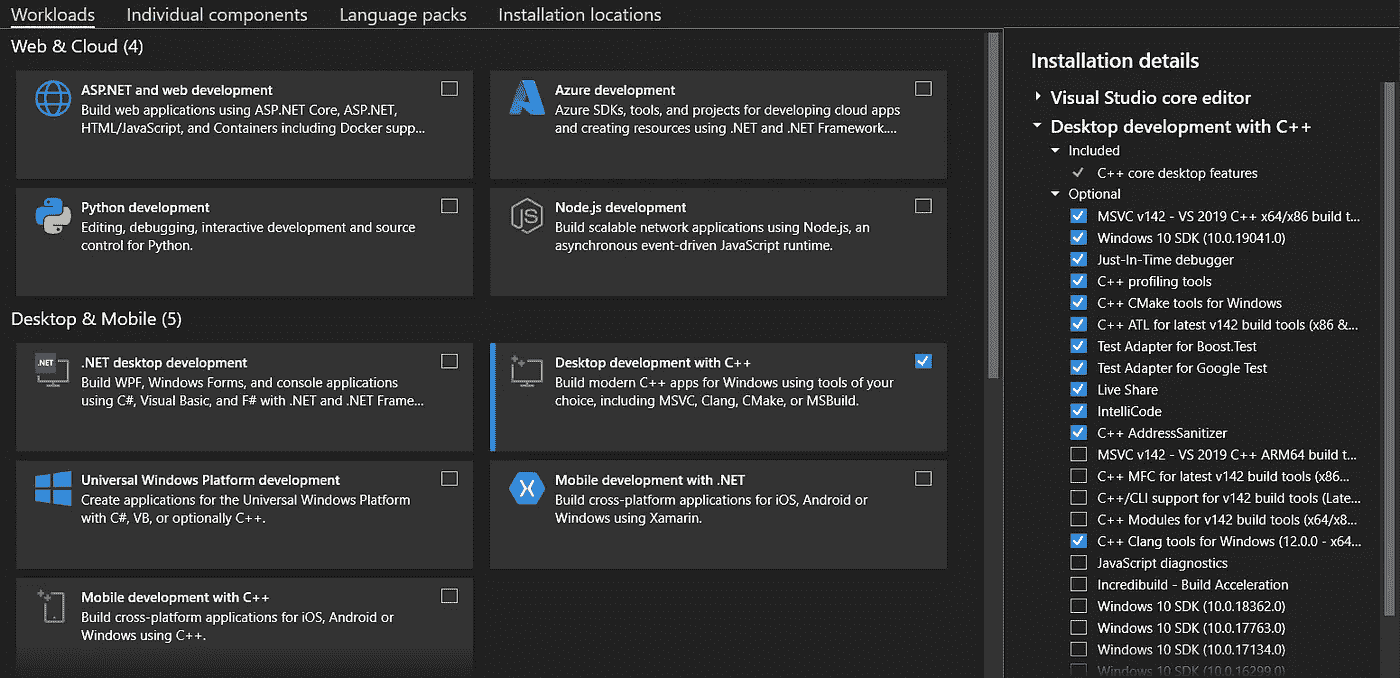 Workloads
Individual components
Language packs
Installation locations
Web & Cloud (4)
ASP.NET and web development
Build web applications using ASP.NET Core, ASP.NET,
HTML/JavaScript, and Containers including Docker supp...
Azure development
Azure SDKs, tools, and projects for developing cloud apps
and creating resources using .NET and .NET Framework....
Python development
Editing, debugging, interactive development and source
control for Python.
JS
Node.js development
Build scalable network applications using Node.js, an
asynchronous event-driven JavaScript runtime.
Desktop & Mobile (5)
.NET
.NET desktop development
Build WPF, Windows Forms, and console applications
using C#, Visual Basic, and F# with .NET and .NET Frame...
Desktop development with C++
Build modern C++ apps for Windows using tools of your
choice, including MSVC, Clang, CMake, or MSBuild.
Universal Windows Platform development
Create applications for the Universal Windows Platform
with C#, VB, or optionally C++.
Mobile development with .NET
Build cross-platform applications for iOS, Android or
Windows using Xamarin.
Mobile development with C++
Build cross-platform applications for iOS, Android or
Windows using C++.
Installation details
Visual Studio core editor
Desktop development with C++
Included
C++ core desktop features
Optional
MSVC v142 - VS 2019 C++ x64/x86 build t...
Windows 10 SDK (10.0.19041.0)
Just-In-Time debugger
C++ profiling tools
C++ CMake tools for Windows
C++ ATL for latest v142 build tools (x86 &...
Test Adapter for Boost.Test
Test Adapter for Google Test
Live Share
IntelliCode
C++ AddressSanitizer
MSVC v142 - VS 2019 C++ ARM64 build t...
C++ MFC for latest v142 build tools (x86...
C++/CLI support for v142 build tools (Late...
C++ Modules for v142 build tools (x64/x8...
C++ Clang tools for Windows (12.0.0 - x64...
JavaScript diagnostics
Incredibuild - Build Acceleration
Windows 10 SDK (10.0.18362.0)
Windows 10 SDK (10.0.17763.0)
Windows 10 SDK (10.0.17134.0)
Windows 10 SDK (10.0.16299.0)